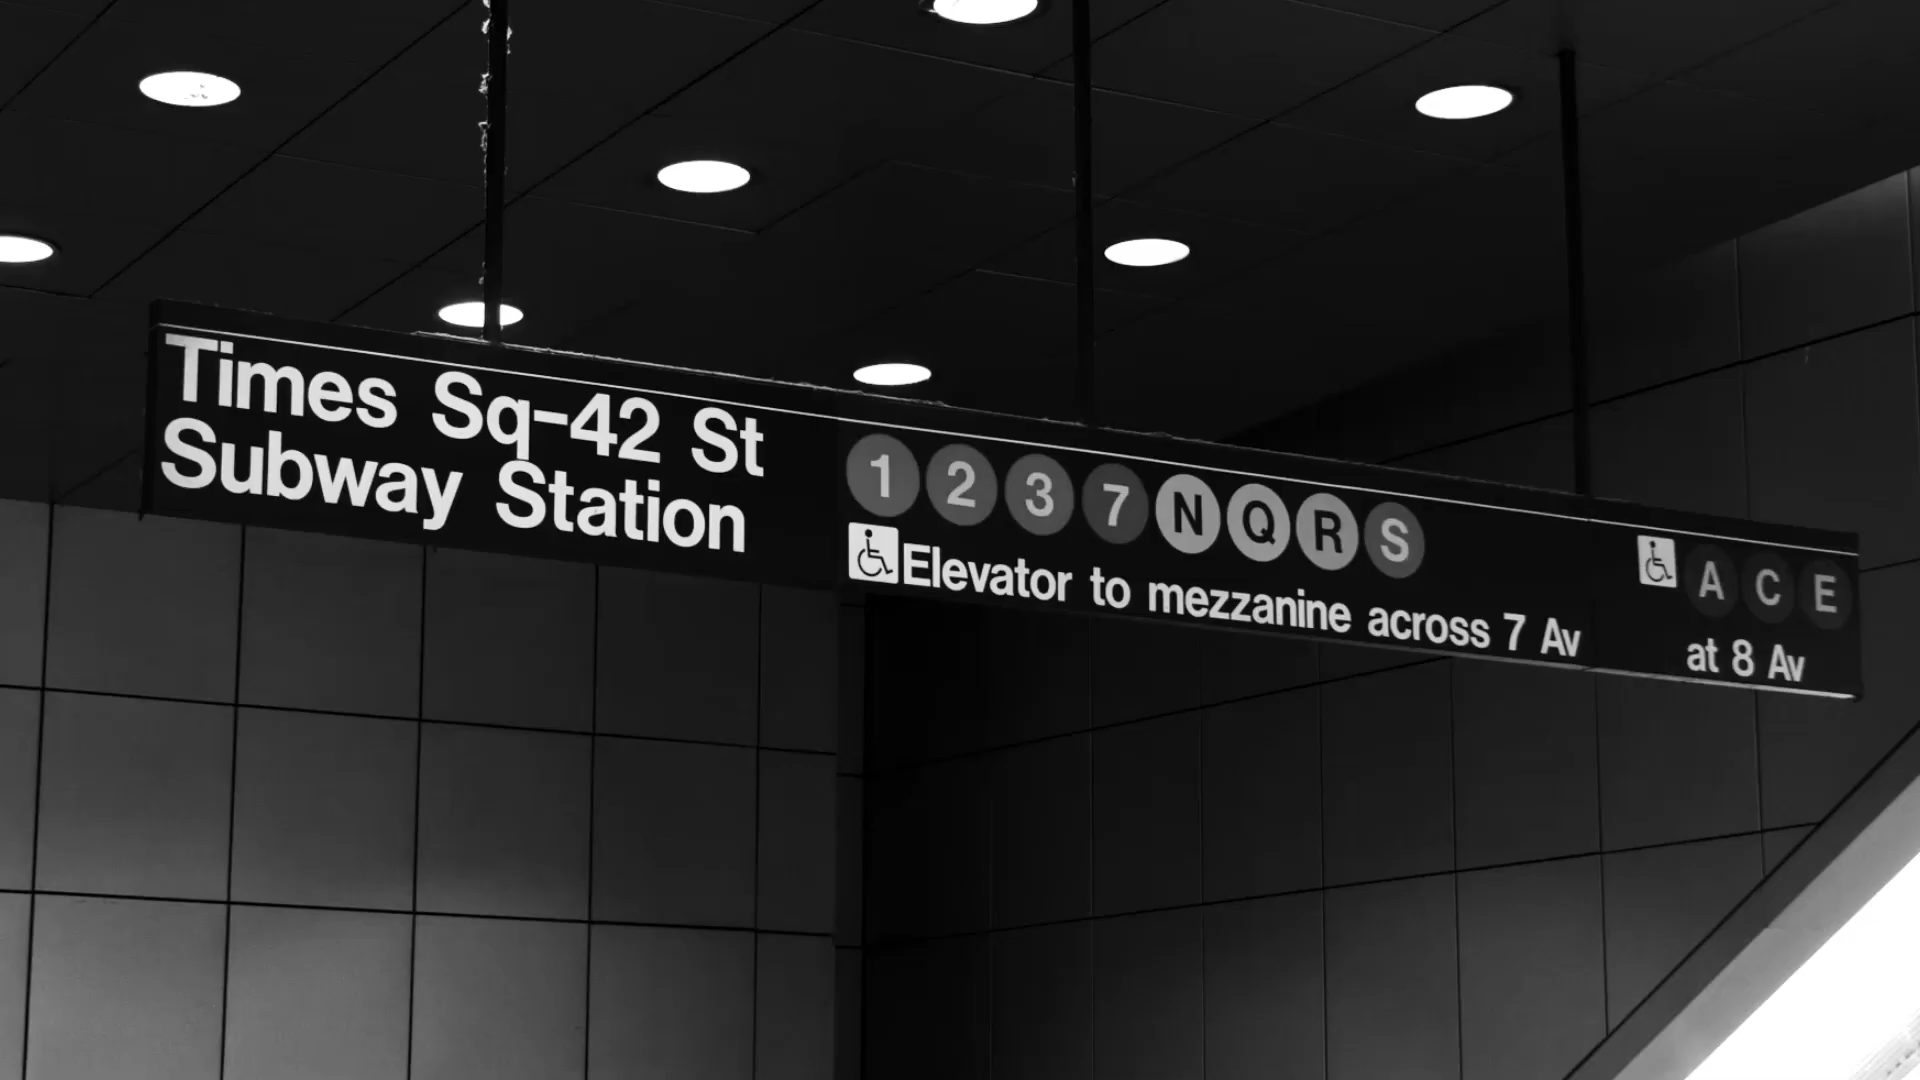 Times Sq-42 St
Subway Station
1 2 3 7 N Q R S
Elevator to mezzanine across 7 Av
A C E
at 8 Av